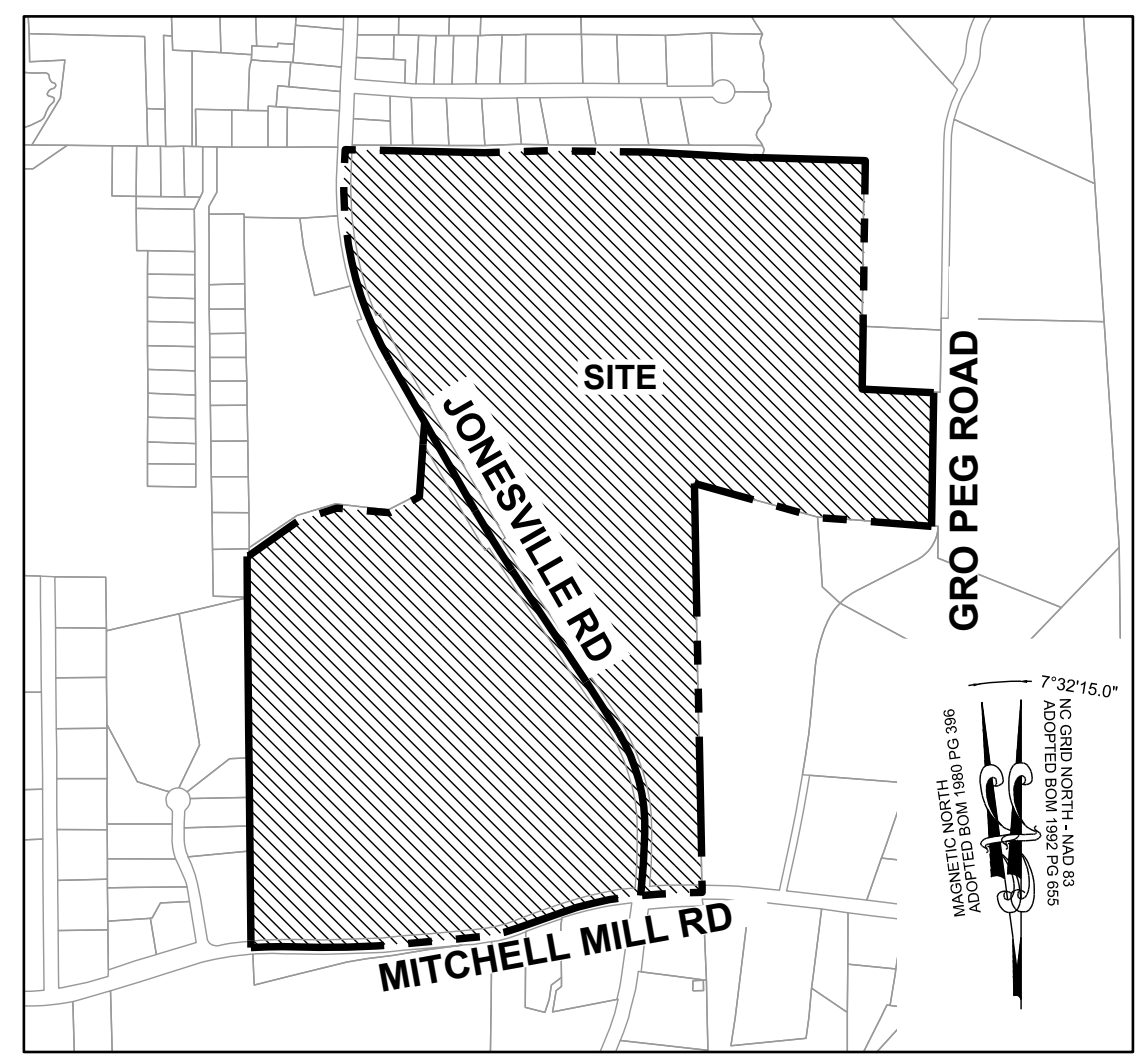 SITE
JONESVILLE RD
GRO PEG ROAD
7°32'15.0"
NC GRID NORTH - NAD 83
ADOPTED BOM 1992 PG 655
MAGNETIC NORTH
ADOPTED BOM 1980 PG 396
MITCHELL MILL RD